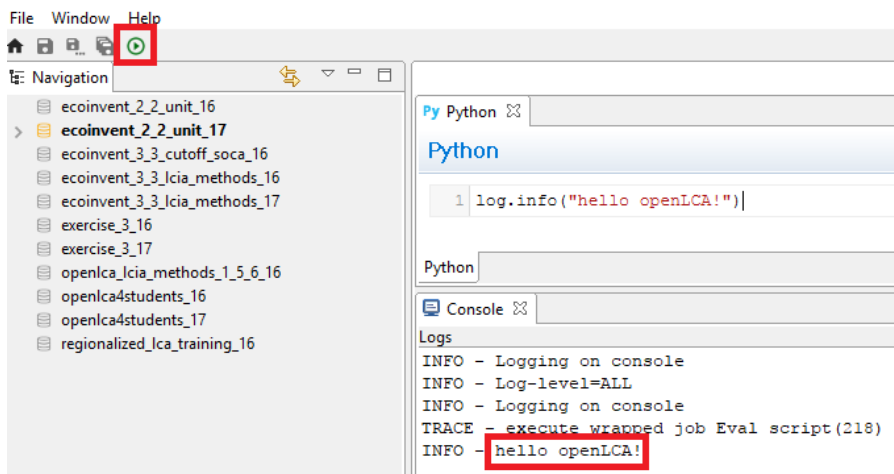 File Window Help
Navigation
ecoinvent_2_2_unit_16
ecoinvent_2_2_unit_17
ecoinvent_3_3_cutoff_soca_16
ecoinvent_3_3_lcia_methods_16
ecoinvent_3_3_lcia_methods_17
exercise_3_16
exercise_3_17
openlca_lcia_methods_1_5_6_16
openlca4students_16
openlca4students_17
regionalized_lca_training_16
Py Python
Python
1 log.info("hello openLCA!")
Python
Console
Logs
INFO - Logging on console
INFO - Log-level=ALL
INFO - Logging on console
TRACE - execute wrapped job Eval script(218)
INFO - hello openLCA!